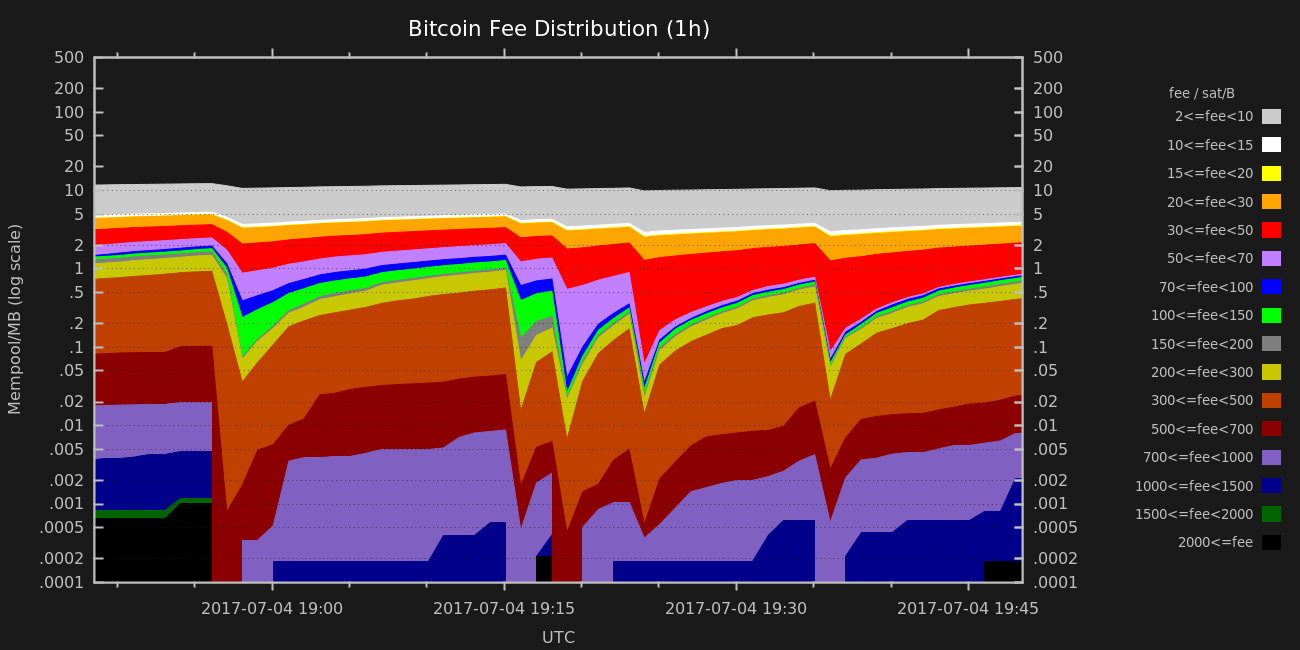 Bitcoin Fee Distribution (1h)
500 500
200 200
100 100
50 50
20 20
10 10
5 5
2 2
1 1
.5 .5
.2 .2
.1 .1
.05 .05
.02 .02
.01 .01
.005 .005
.002 .002
.001 .001
.0005 .0005
.0002 .0002
.0001 .0001
Mempool/MB (log scale)
2017-07-04 19:00 2017-07-04 19:15 2017-07-04 19:30 2017-07-04 19:45
UTC
fee / sat/B
2<=fee<10
10<=fee<15
15<=fee<20
20<=fee<30
30<=fee<50
50<=fee<70
70<=fee<100
100<=fee<150
150<=fee<200
200<=fee<300
300<=fee<500
500<=fee<700
700<=fee<1000
1000<=fee<1500
1500<=fee<2000
2000<=fee